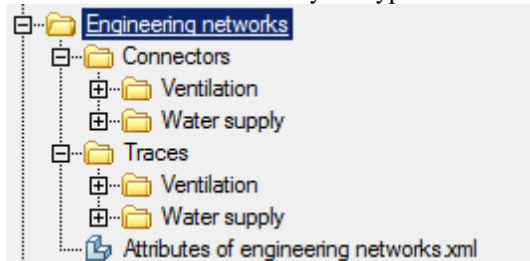 Engineering networks
Connectors
Ventilation
Water supply
Traces
Ventilation
Water supply
Attributes of engineering networks.xml